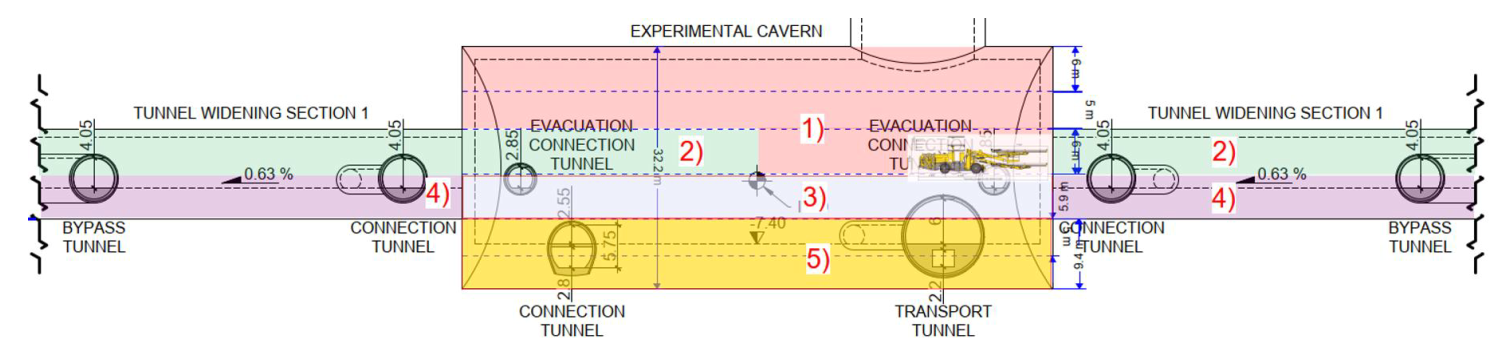 EXPERIMENTAL CAVERN
6 m
5 m
TUNNEL WIDENING SECTION 1
TUNNEL WIDENING SECTION 1
4.05
4.05
2.85
EVACUATION
CONNECTION
TUNNEL
1)
EVACUATION
CONNECTION
TUNNEL
4.05
4.05
2)
32.2 m
2)
6 m
0.63 %
4)
3)
5.9 m
0.63 %
4)
BYPASS
TUNNEL
CONNECTION
TUNNEL
2.55
5.75
-7.40
6
CONNECTION
TUNNEL
BYPASS
TUNNEL
5)
9.4 m
2.8
2.2
CONNECTION
TUNNEL
TRANSPORT
TUNNEL